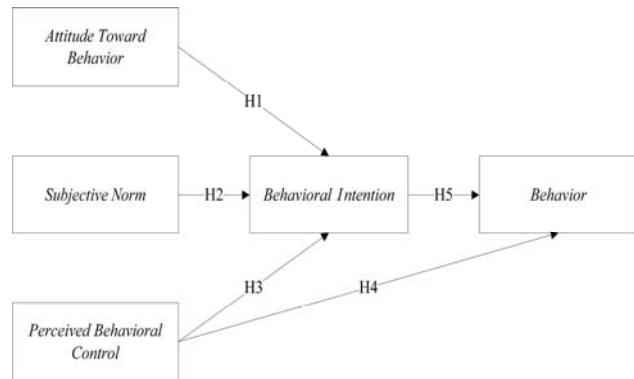 Attitude Toward
Behavior
H1
Subjective Norm
H2
Behavioral Intention
H5
Behavior
H3
H4
Perceived Behavioral
Control